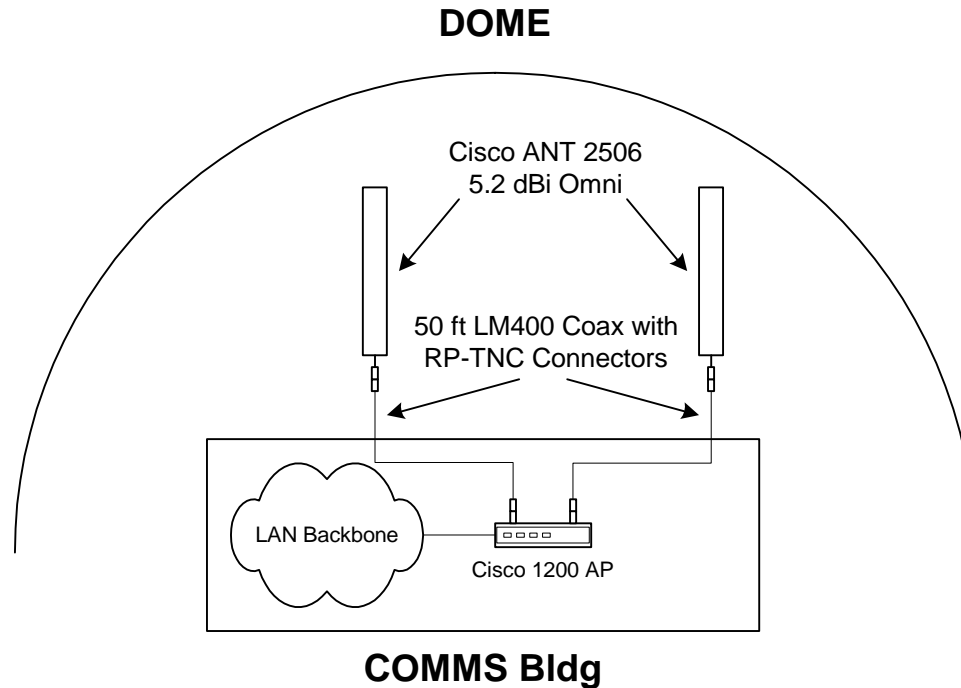 DOME
Cisco ANT 2506
5.2 dBi Omni
50 ft LM400 Coax with
RP-TNC Connectors
LAN Backbone
Cisco 1200 AP
COMMS Bldg